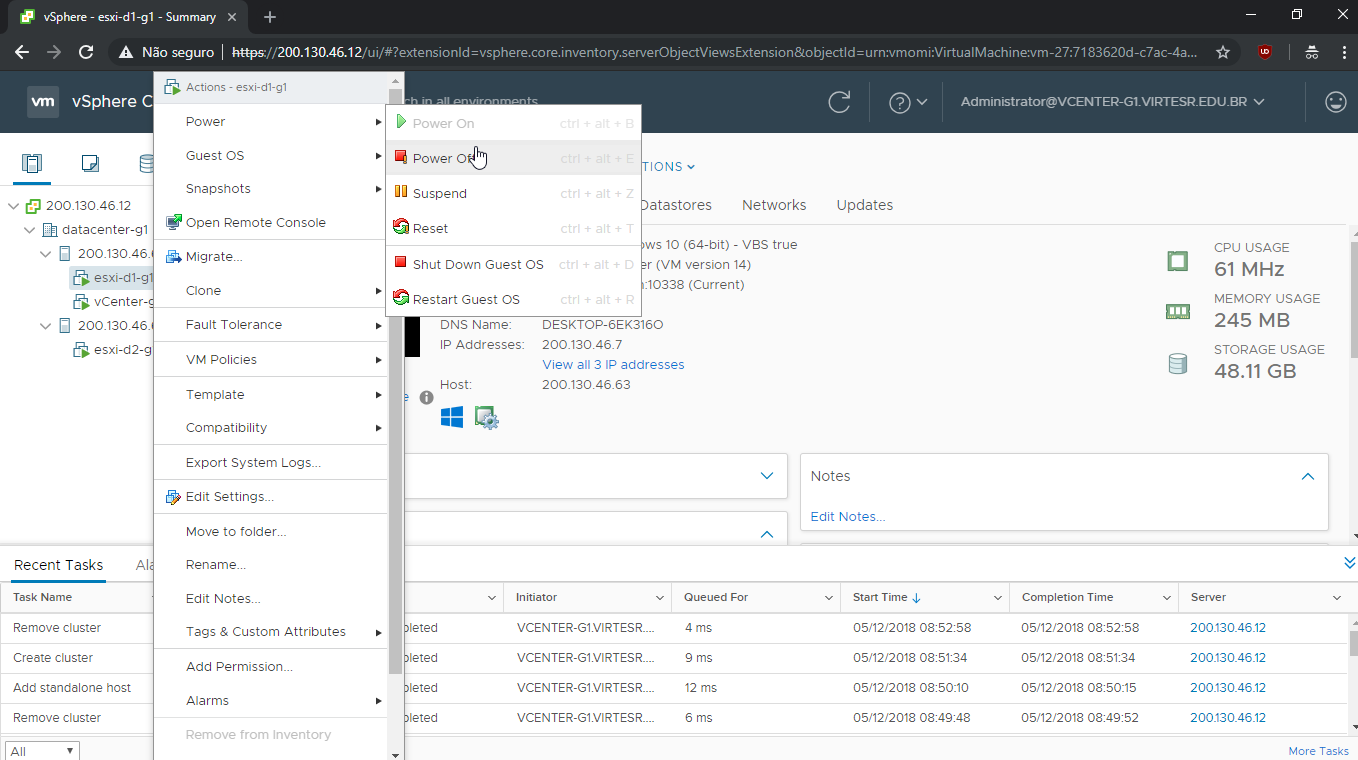 vSphere - esxi-d1-g1 - Summary
Não seguro
https://200.130.46.12/ui/#?extensionId=vsphere.core.inventory.serverObjectViewsExtension&objectId=urn:vmomi:VirtualMachine:vm-27:7183620d-c7ac-4a...
vm vSphere C
ch in all environments
Administrator@VCENTER-G1.VIRTESR.EDU.BR
Actions - esxi-d1-g1
Power
Guest OS
Snapshots
Open Remote Console
Migrate...
Clone
Fault Tolerance
VM Policies
Template
Compatibility
Export System Logs...
Edit Settings...
Move to folder...
Rename...
Edit Notes...
Tags & Custom Attributes
Add Permission...
Alarms
Remove from Inventory
Power On ctrl + alt + B
Power Off ctrl + alt + E
Suspend ctrl + alt + Z
Reset ctrl + alt + T
Shut Down Guest OS ctrl + alt + D
Restart Guest OS ctrl + alt + R
200.130.46.12
datacenter-g1
200.130.46.
esxi-d1-g1
vCenter-g
200.130.46.
esxi-d2-g
TIONS
Datastores Networks Updates
ows 10 (64-bit) - VBS true
er (VM version 14)
n:10338 (Current)
DNS Name: DESKTOP-6EK316O
IP Addresses: 200.130.46.7
View all 3 IP addresses
Host: 200.130.46.63
CPU USAGE
61 MHz
MEMORY USAGE
245 MB
STORAGE USAGE
48.11 GB
Notes
Edit Notes...
Recent Tasks Ala
Task Name Initiator Queued For Start Time Completion Time Server
Remove cluster pleted VCENTER-G1.VIRTESR.... 4 ms 05/12/2018 08:52:58 05/12/2018 08:52:58 200.130.46.12
Create cluster pleted VCENTER-G1.VIRTESR.... 9 ms 05/12/2018 08:51:34 05/12/2018 08:51:34 200.130.46.12
Add standalone host pleted VCENTER-G1.VIRTESR.... 12 ms 05/12/2018 08:50:10 05/12/2018 08:50:15 200.130.46.12
Remove cluster pleted VCENTER-G1.VIRTESR.... 6 ms 05/12/2018 08:49:48 05/12/2018 08:49:52 200.130.46.12
All
More Tasks